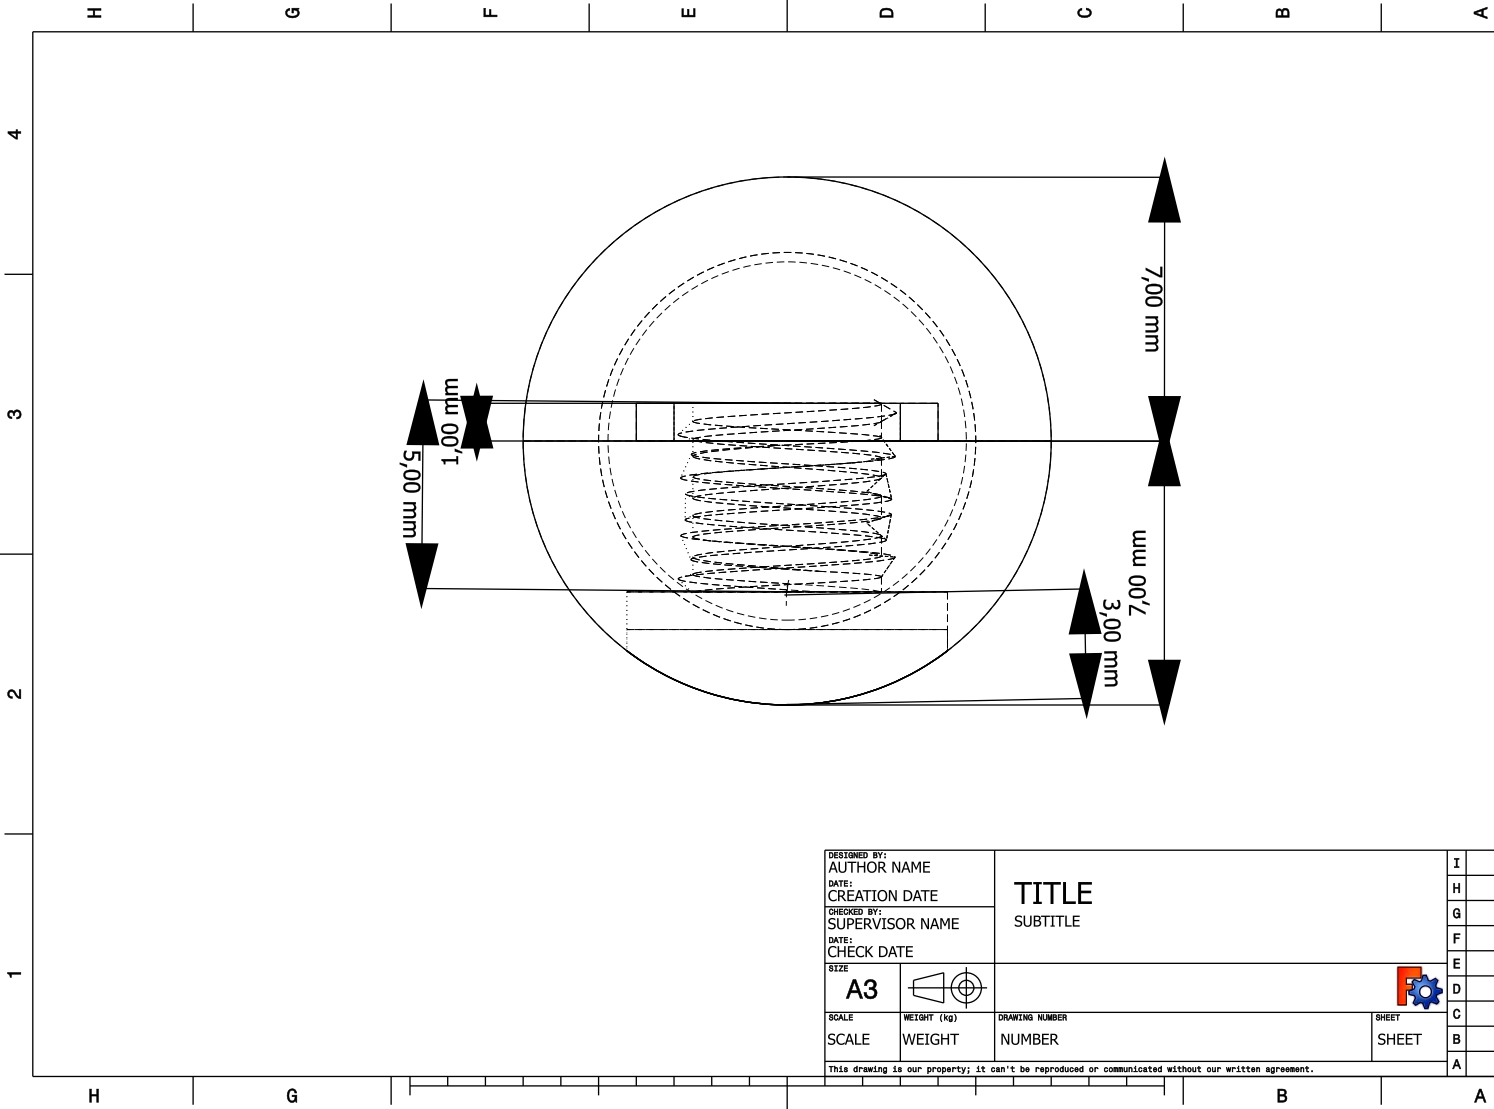 H G F E D C B A
4
3
2
1
7,00 mm
1,00 mm
5,00 mm
7,00 mm
3,00 mm
DESIGNED BY:
AUTHOR NAME
DATE:
CREATION DATE
CHECKED BY:
SUPERVISOR NAME
DATE:
CHECK DATE
TITLE
SUBTITLE
SIZE
A3
SCALE
SCALE
WEIGHT (kg)
WEIGHT
DRAWING NUMBER
NUMBER
SHEET
SHEET
This drawing is our property; it can't be reproduced or communicated without our written agreement.
I
H
G
F
E
D
C
B
A
H G B A